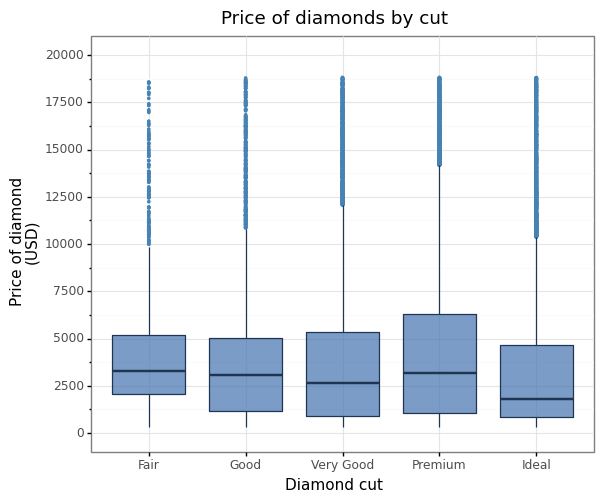 Price of diamonds by cut
20000
17500
15000
12500
10000
7500
5000
2500
0
Price of diamond
(USD)
Fair Good Very Good Premium Ideal
Diamond cut